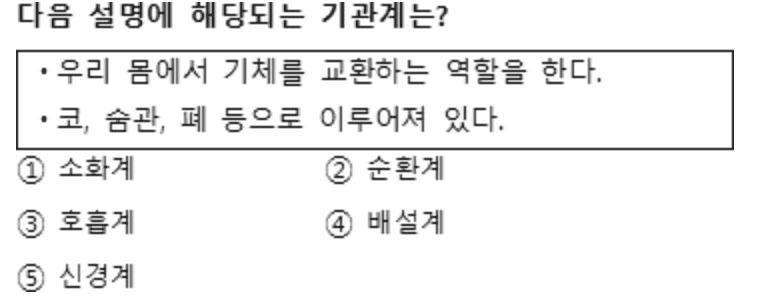 다음 설명에 해당되는 기관계는?
• 우리 몸에서 기체를 교환하는 역할을 한다.
• 코, 숨관, 폐 등으로 이루어져 있다.
① 소화계 ② 순환계
③ 호흡계 ④ 배설계
⑤ 신경계